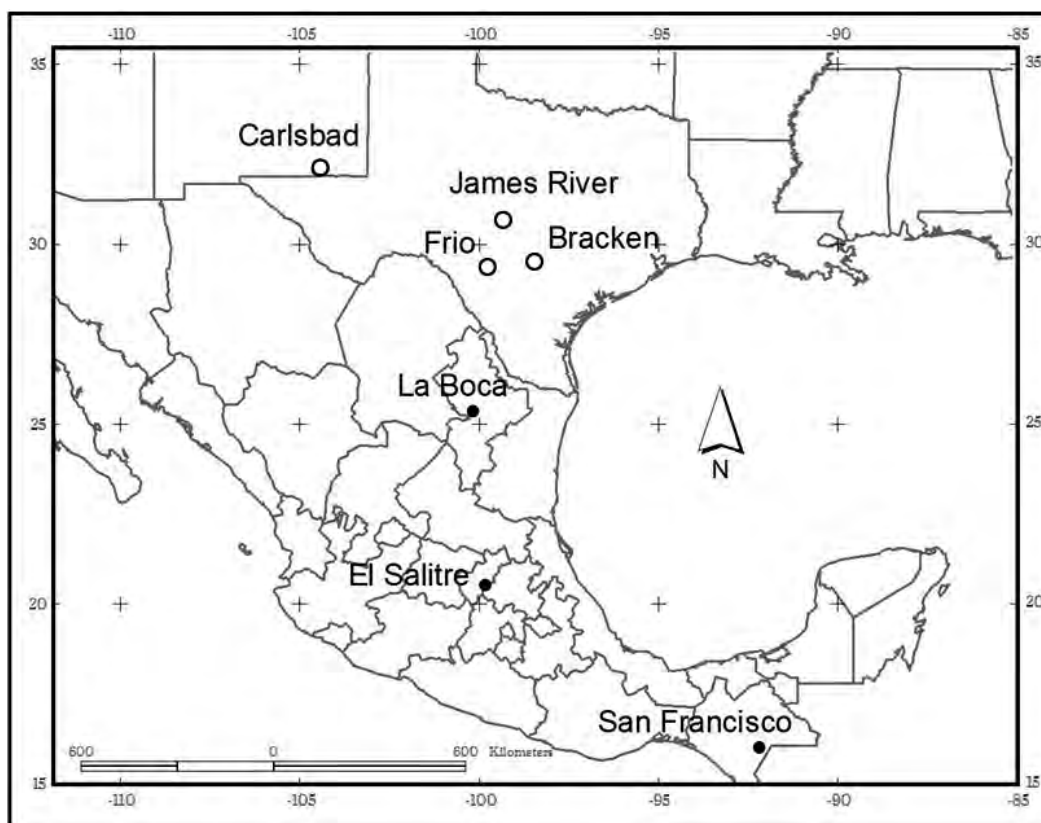 -110 -105 -100 -95 -90 -85
35 35
Carlsbad
James River
30 Frio Bracken 30
La Boca
25 25
N
El Salitre
20 20
San Francisco
600 0 600 Kilometers
15 15
-110 -105 -100 -95 -90 -85